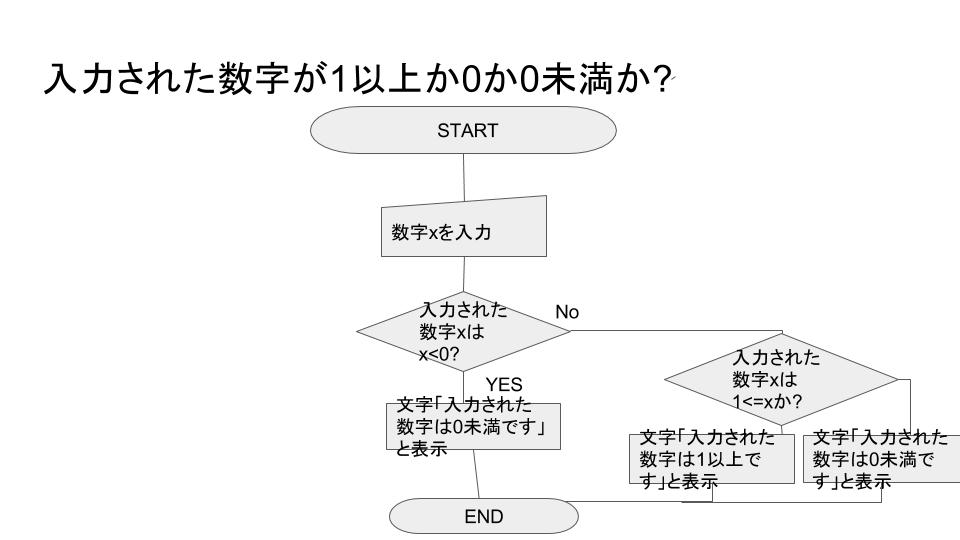 入力された数字が1以上か0か0未満か?
START
数字xを入力
入力された
数字xは
x<0?
No
YES
文字「入力された
数字は0未満です」
と表示
入力された
数字xは
1<=xか?
文字「入力された
数字は1以上で
す」と表示
文字「入力された
数字は0未満で
す」と表示
END